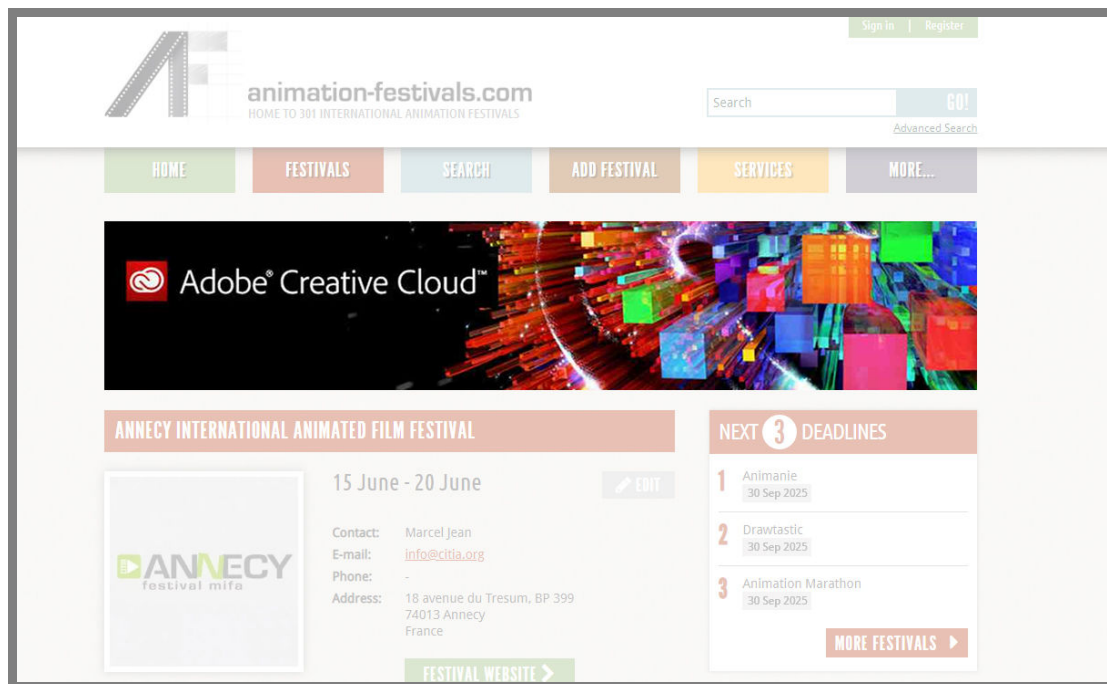 Sign in | Register
animation-festivals.com
HOME TO 301 INTERNATIONAL ANIMATION FESTIVALS
Search GO!
Advanced Search
HOME FESTIVALS SEARCH ADD FESTIVAL SERVICES MORE...
Adobe® Creative Cloud™
ANNECY INTERNATIONAL ANIMATED FILM FESTIVAL
15 June - 20 June
EDIT
ANNECY
festival mifa
Contact: Marcel Jean
E-mail: info@citia.org
Phone: -
Address: 18 avenue du Tresum, BP 399
74013 Annecy
France
FESTIVAL WEBSITE
NEXT 3 DEADLINES
1 Animanie
30 Sep 2025
2 Drawtastic
30 Sep 2025
3 Animation Marathon
30 Sep 2025
MORE FESTIVALS